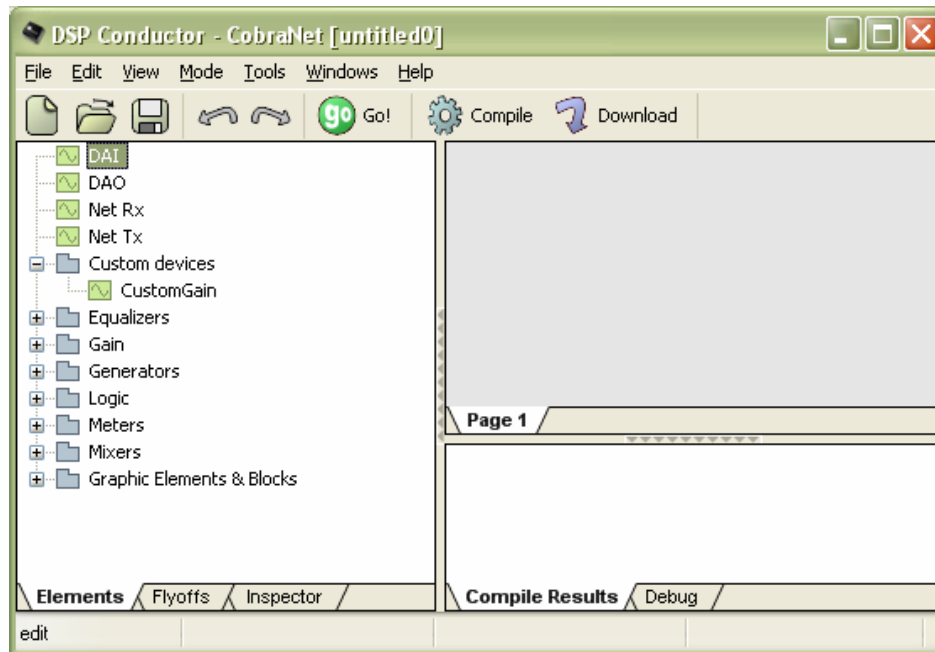 DSP Conductor - CobraNet [untitled0]
File Edit View Mode Tools Windows Help
go Go! Compile Download
DAI
DAO
Net Rx
Net Tx
Custom devices
CustomGain
Equalizers
Gain
Generators
Logic
Meters
Mixers
Graphic Elements & Blocks
Page 1
Elements Flyoffs Inspector
Compile Results Debug
edit